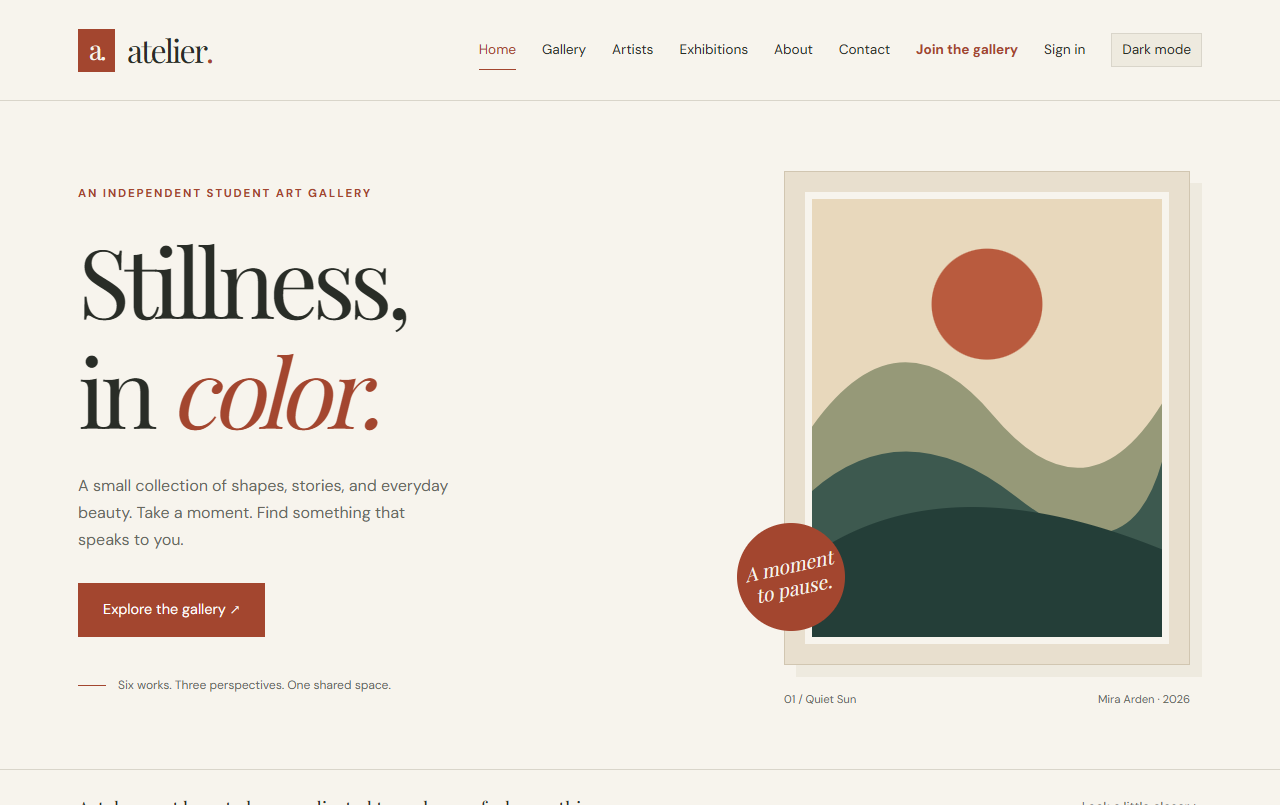 a. atelier.
Home Gallery Artists Exhibitions About Contact Join the gallery Sign in Dark mode
AN INDEPENDENT STUDENT ART GALLERY
Stillness,
in color.
A small collection of shapes, stories, and everyday
beauty. Take a moment. Find something that
speaks to you.
Explore the gallery ↗
Six works. Three perspectives. One shared space.
A moment
to pause.
01 / Quiet Sun
Mira Arden · 2026